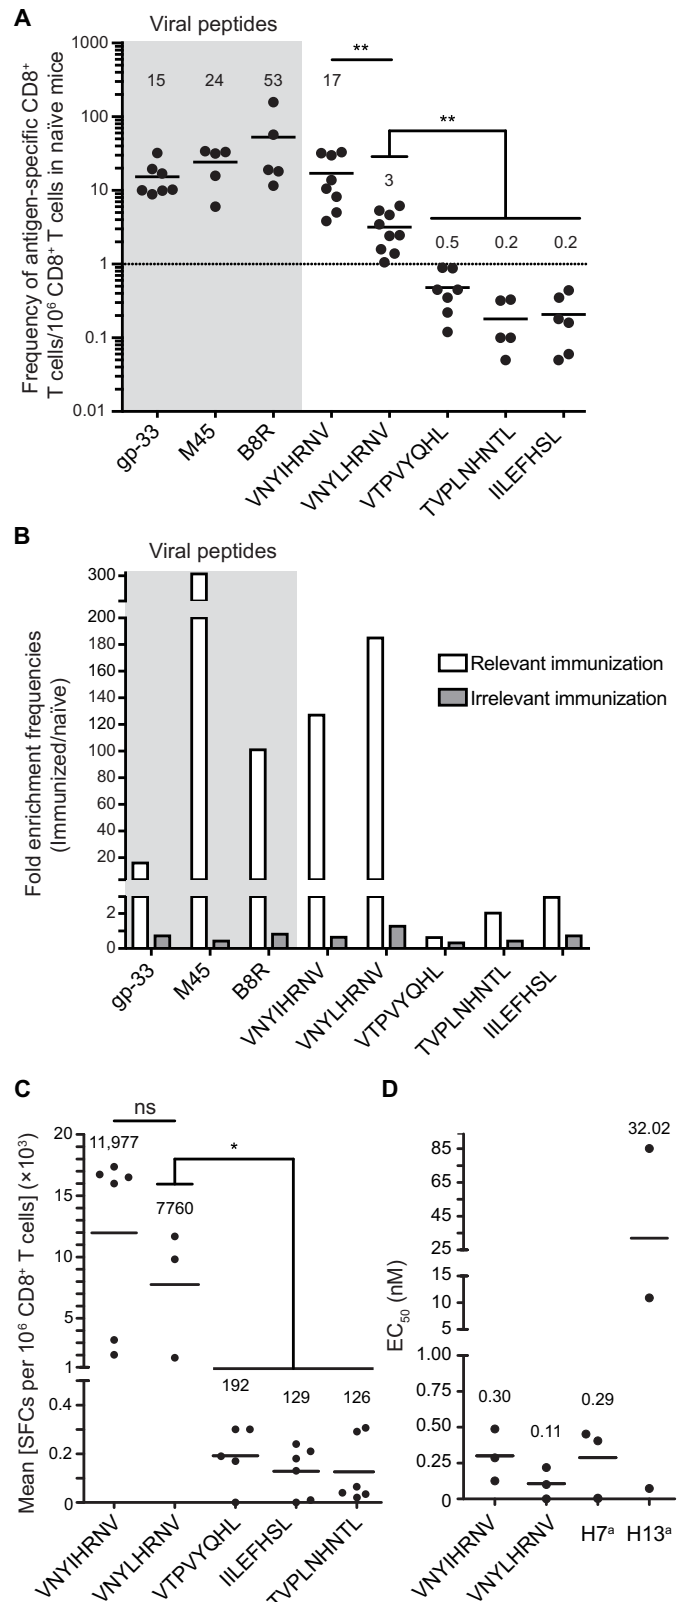 A
Viral peptides
Frequency of antigen-specific CD8⁺
T cells/10⁶ CD8⁺ T cells in naïve mice
1000
100
10
1
0.1
0.01
15
24
53
17
**
3
**
0.5
0.2
0.2
gp-33
M45
B8R
VNYIHRNV
VNYLHRNV
VTPVYQHL
TVPLNHNTL
IILEFHSL
B
Viral peptides
Fold enrichment frequencies
(Immunized/naïve)
300
200
180
160
140
120
100
80
60
40
20
2
0
Relevant immunization
Irrelevant immunization
gp-33
M45
B8R
VNYIHRNV
VNYLHRNV
VTPVYQHL
TVPLNHNTL
IILEFHSL
C
Mean [SFCs per 10⁶ CD8⁺ T cells] (×10³)
20
15
10
5
1
0.4
0.2
0
ns
11,977
*
7760
192
129
126
VNYIHRNV
VNYLHRNV
VTPVYQHL
IILEFHSL
TVPLNHNTL
D
EC₅₀ (nM)
85
65
45
25
15
10
5
1.00
0.75
0.50
0.25
0
32.02
0.30
0.11
0.29
VNYIHRNV
VNYLHRNV
H7ᵃ
H13ᵃ